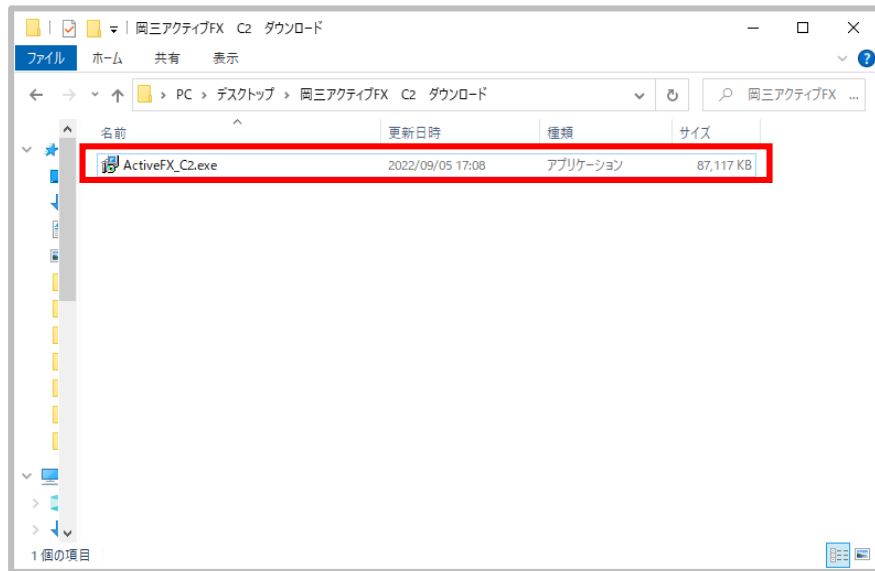 岡三アクティブFX　C2　ダウンロード
ファイル ホーム 共有 表示
PC › デスクトップ › 岡三アクティブFX　C2　ダウンロード 岡三アクティブFX ...
名前 更新日時 種類 サイズ
ActiveFX_C2.exe 2022/09/05 17:08 アプリケーション 87,117 KB
1 個の項目